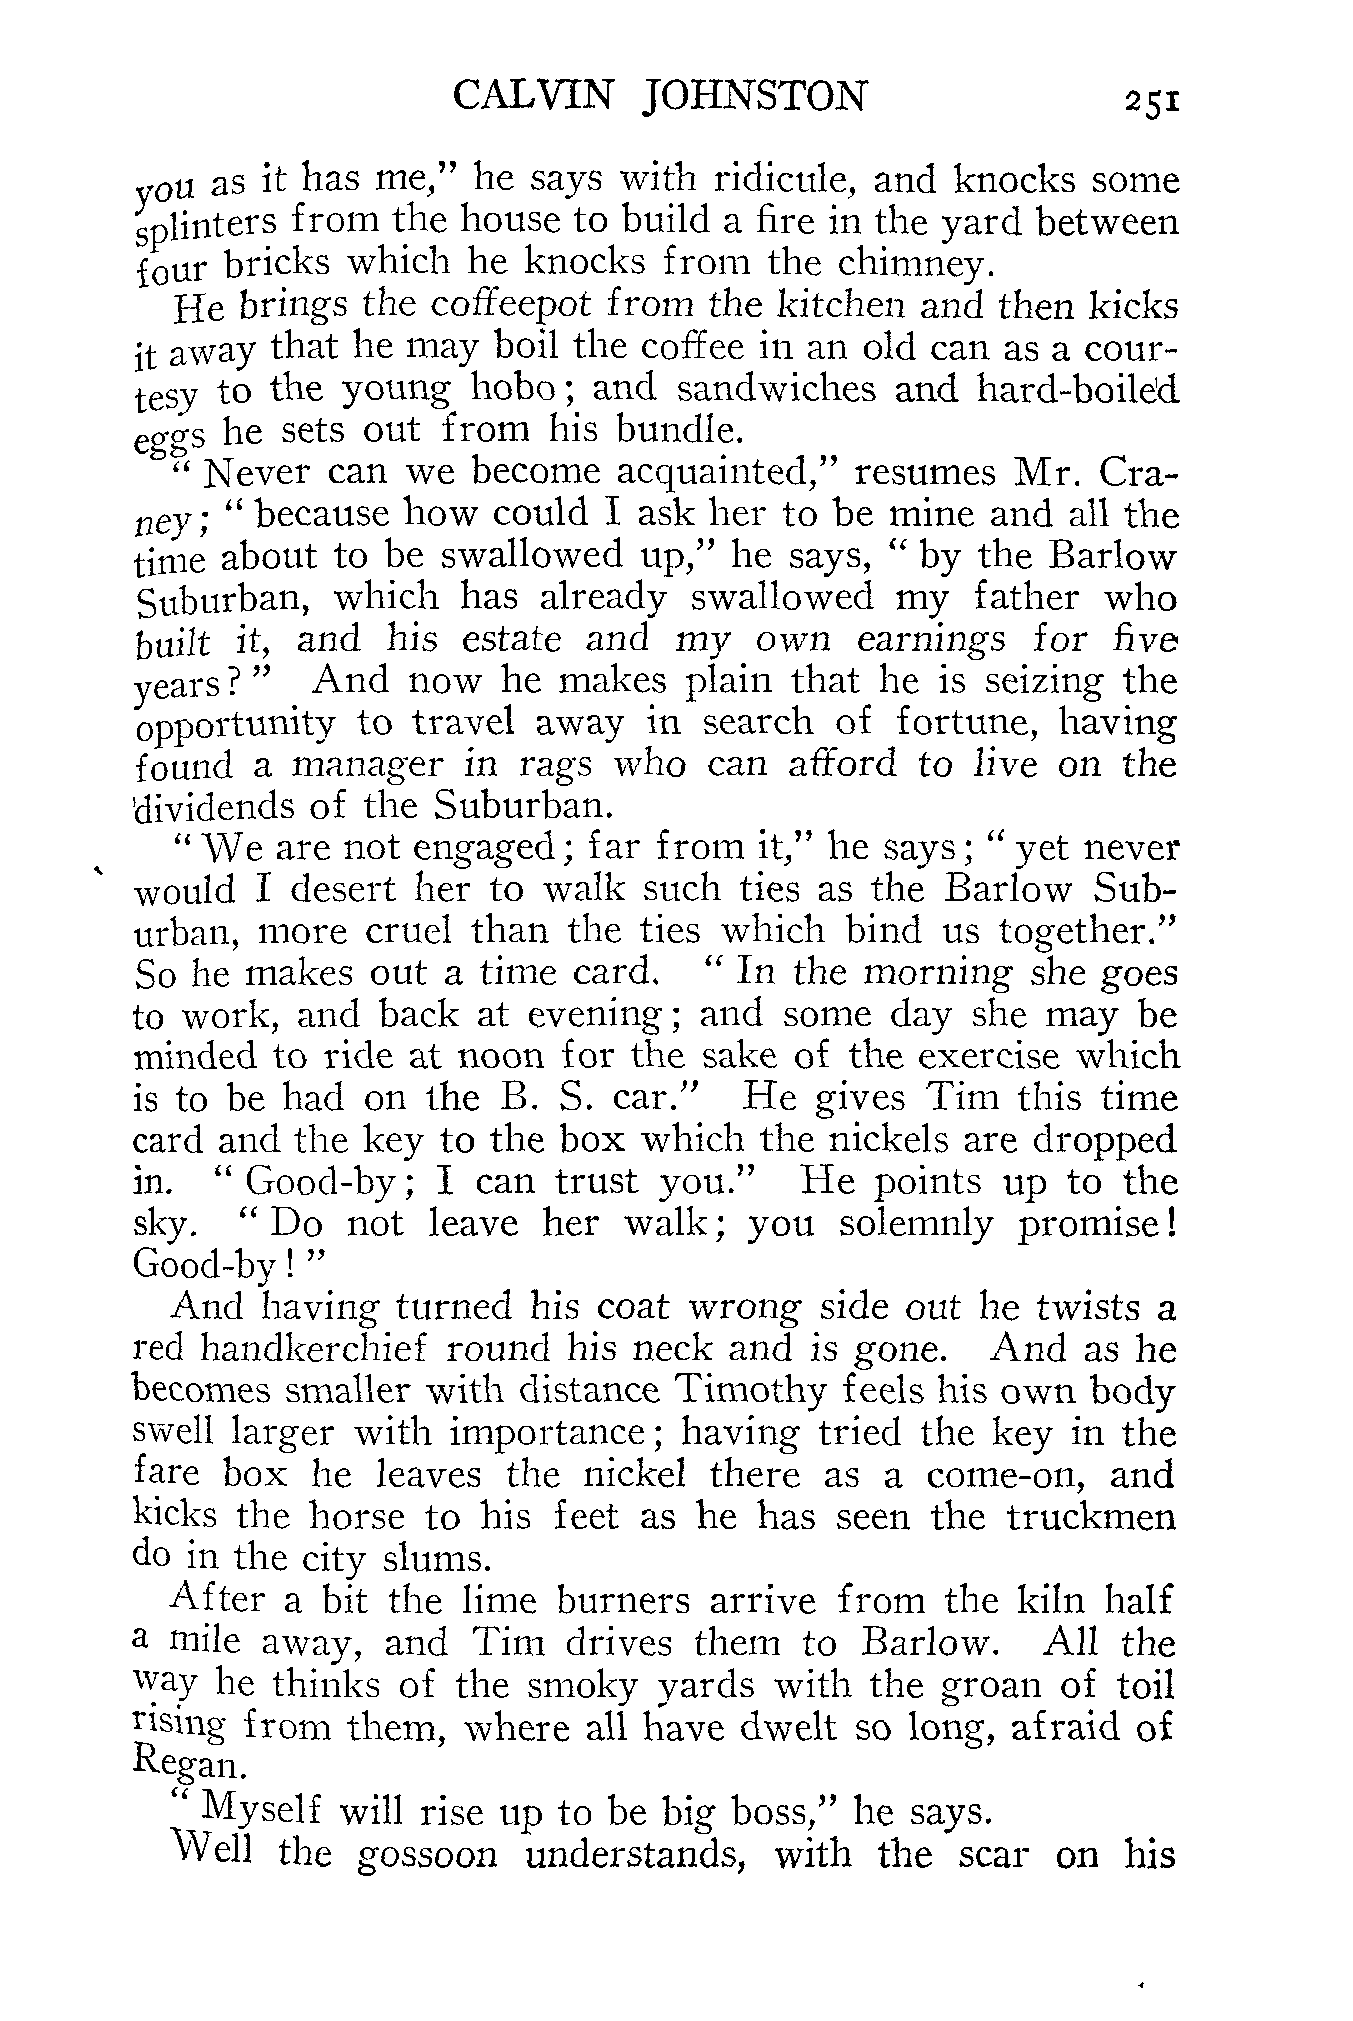 CALVIN JOHNSTON 251
you as it has me," he says with ridicule, and knocks some
splinters from the house to build a fire in the yard between
four bricks which he knocks from the chimney.
He brings the coffeepot from the kitchen and then kicks
it away that he may boil the coffee in an old can as a cour-
tesy to the young hobo; and sandwiches and hard-boiled
eggs he sets out from his bundle.
"Never can we become acquainted," resumes Mr. Cra-
ney; "because how could I ask her to be mine and all the
time about to be swallowed up," he says, "by the Barlow
Suburban, which has already swallowed my father who
built it, and his estate and my own earnings for five
years?" And now he makes plain that he is seizing the
opportunity to travel away in search of fortune, having
found a manager in rags who can afford to live on the
dividends of the Suburban.
"We are not engaged; far from it," he says; "yet never
would I desert her to walk such ties as the Barlow Sub-
urban, more cruel than the ties which bind us together."
So he makes out a time card. "In the morning she goes
to work, and back at evening; and some day she may be
minded to ride at noon for the sake of the exercise which
is to be had on the B. S. car." He gives Tim this time
card and the key to the box which the nickels are dropped
in. "Good-by; I can trust you." He points up to the
sky. "Do not leave her walk; you solemnly promise!
Good-by!"
And having turned his coat wrong side out he twists a
red handkerchief round his neck and is gone. And as he
becomes smaller with distance Timothy feels his own body
swell larger with importance; having tried the key in the
fare box he leaves the nickel there as a come-on, and
kicks the horse to his feet as he has seen the truckmen
do in the city slums.
After a bit the lime burners arrive from the kiln half
a mile away, and Tim drives them to Barlow. All the
way he thinks of the smoky yards with the groan of toil
rising from them, where all have dwelt so long, afraid of
Regan.
"Myself will rise up to be big boss," he says.
Well the gossoon understands, with the scar on his